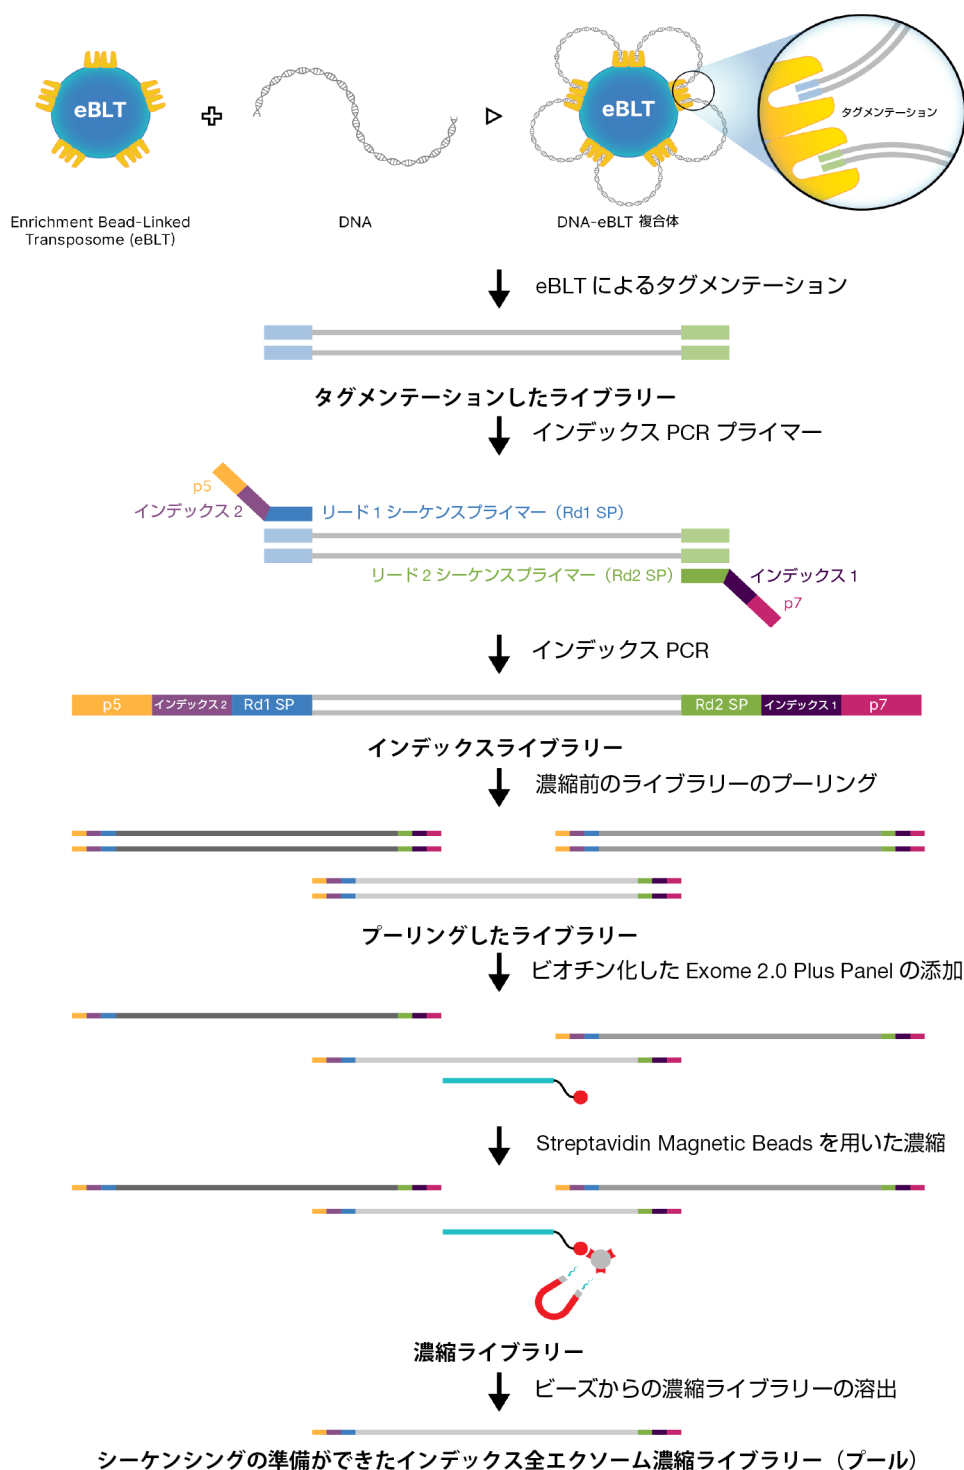 eBLT
eBLT
タグメンテーション
Enrichment Bead-Linked
Transposome (eBLT)
DNA
DNA-eBLT 複合体
eBLT によるタグメンテーション
タグメンテーションしたライブラリー
インデックス PCR プライマー
p5
インデックス 2
リード 1 シーケンスプライマー（Rd1 SP）
リード 2 シーケンスプライマー（Rd2 SP）
インデックス 1
p7
インデックス PCR
p5 インデックス 2 Rd1 SP Rd2 SP インデックス 1 p7
インデックスライブラリー
濃縮前のライブラリーのプーリング
プーリングしたライブラリー
ビオチン化した Exome 2.0 Plus Panel の添加
Streptavidin Magnetic Beads を用いた濃縮
濃縮ライブラリー
ビーズからの濃縮ライブラリーの溶出
シーケンシングの準備ができたインデックス全エクソーム濃縮ライブラリー（プール）